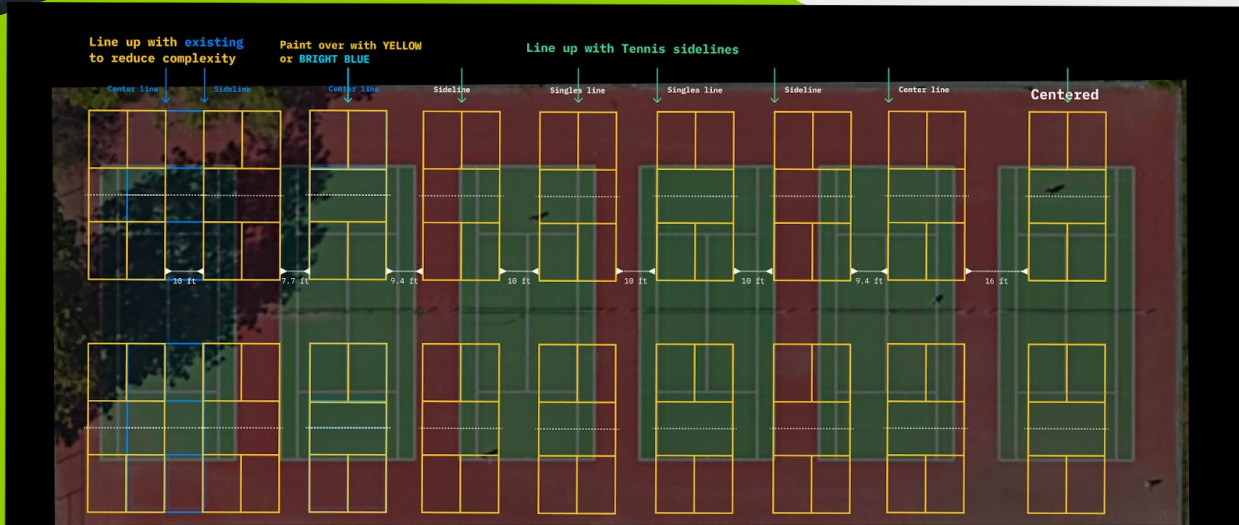 Line up with existing
to reduce complexity
Paint over with YELLOW
or BRIGHT BLUE
Line up with Tennis sidelines
Center line
Sideline
Center line
Sideline
Singles line
Singlea line
Sideline
Center line
Centered
10 ft
7.7 ft
9.4 ft
10 ft
10 ft
10 ft
9.4 ft
16 ft